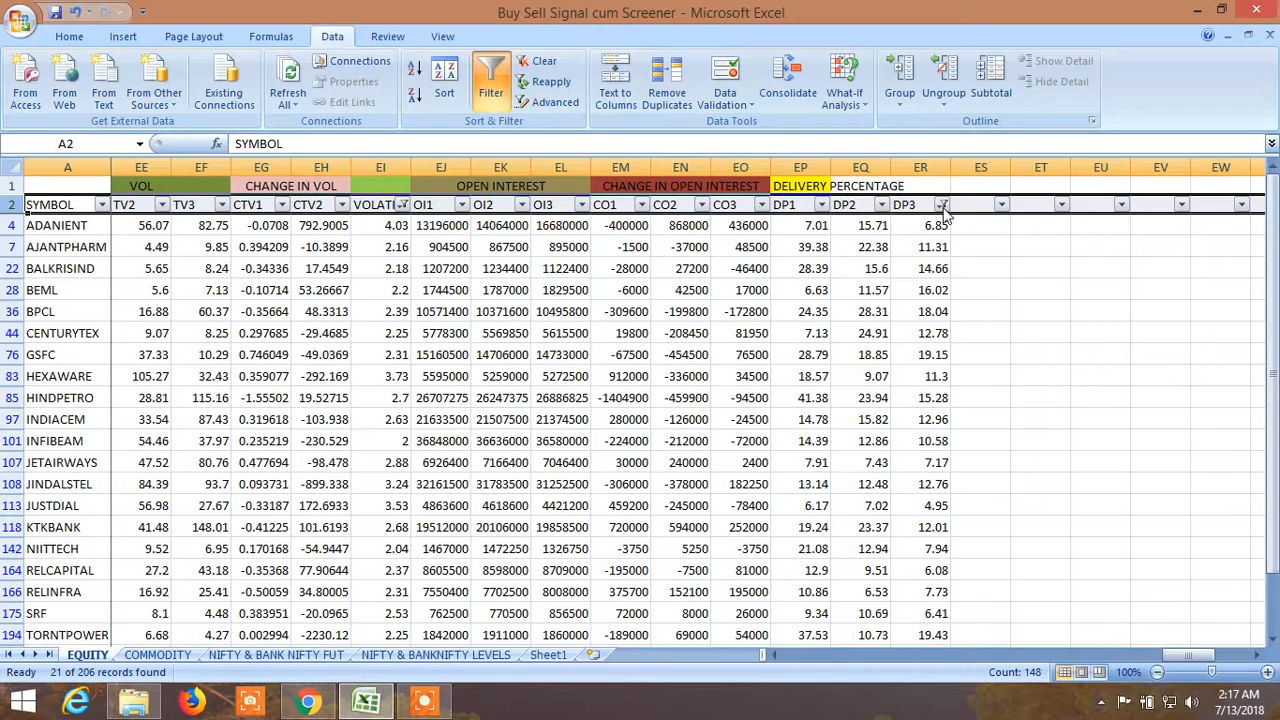 Buy Sell Signal cum Screener - Microsoft Excel
Home Insert Page Layout Formulas Data Review View
From Access
From Web
From Text
From Other Sources
Existing Connections
Get External Data
Refresh All
Connections
Properties
Edit Links
Connections
Sort
Filter
Clear
Reapply
Advanced
Sort & Filter
Text to Columns
Remove Duplicates
Data Validation
Consolidate
What-If Analysis
Data Tools
Group
Ungroup
Subtotal
Show Detail
Hide Detail
Outline
A2 fx SYMBOL
A EE EF EG EH EI EJ EK EL EM EN EO EP EQ ER ES ET EU EV EW
1 VOL CHANGE IN VOL OPEN INTEREST CHANGE IN OPEN INTEREST DELIVERY PERCENTAGE
2 SYMBOL TV2 TV3 CTV1 CTV2 VOLATI OI1 OI2 OI3 CO1 CO2 CO3 DP1 DP2 DP3
4 ADANIENT 56.07 82.75 -0.0708 792.9005 4.03 13196000 14064000 16680000 -400000 868000 436000 7.01 15.71 6.85
7 AJANTPHARM 4.49 9.85 0.394209 -10.3899 2.16 904500 867500 895000 -1500 -37000 48500 39.38 22.38 11.31
22 BALKRISIND 5.65 8.24 -0.34336 17.4549 2.18 1207200 1234400 1122400 -28000 27200 -46400 28.39 15.6 14.66
28 BEML 5.6 7.13 -0.10714 53.26667 2.2 1744500 1787000 1829500 -6000 42500 17000 6.63 11.57 16.02
36 BPCL 16.88 60.37 -0.35664 48.3313 2.39 10571400 10371600 10495800 -309600 -199800 -172800 24.35 28.31 18.04
44 CENTURYTEX 9.07 8.25 0.297685 -29.4685 2.25 5778300 5569850 5615500 19800 -208450 81950 7.13 24.91 12.78
76 GSFC 37.33 10.29 0.746049 -49.0369 2.31 15160500 14706000 14733000 -67500 -454500 76500 28.79 18.85 19.15
83 HEXAWARE 105.27 32.43 0.359077 -292.169 3.73 5595000 5259000 5272500 912000 -336000 34500 18.57 9.07 11.3
85 HINDPETRO 28.81 115.16 -1.55502 19.52715 2.7 26707275 26247375 26886825 -1404900 -459900 -94500 41.38 23.94 15.28
97 INDIACEM 33.54 87.43 0.319618 -103.938 2.63 21633500 21507500 21374500 280000 -126000 -24500 14.78 15.82 12.96
101 INFIBEAM 54.46 37.97 0.235219 -230.529 2 36848000 36636000 36580000 -224000 -212000 -72000 14.39 12.86 10.58
107 JETAIRWAYS 47.52 80.76 0.477694 -98.478 2.88 6926400 7166400 7046400 30000 240000 2400 7.91 7.43 7.17
108 JINDALSTEL 84.39 93.7 0.093731 -899.338 3.24 32161500 31783500 31252500 -306000 -378000 182250 13.14 12.48 12.76
113 JUSTDIAL 56.98 27.67 -0.33187 172.6933 3.53 4863600 4618600 4421200 459200 -245000 -78400 6.17 7.02 4.95
118 KTKBANK 41.48 148.01 -0.41225 101.6193 2.68 19512000 20106000 19858500 720000 594000 252000 19.24 23.37 12.01
142 NIITTECH 9.52 6.95 0.170168 -54.9447 2.04 1467000 1472250 1326750 -3750 5250 -3750 21.08 12.94 7.94
164 RELCAPITAL 27.2 43.18 -0.35368 77.90644 2.37 8605500 8598000 8709000 -195000 -7500 81000 12.9 9.51 6.08
166 RELINFRA 16.92 25.41 -0.50059 34.80005 2.31 7550400 7702500 8008000 375700 152100 195000 10.86 6.53 7.73
175 SRF 8.1 4.48 0.383951 -20.0965 2.53 762500 770500 856500 72000 8000 26000 9.34 10.69 6.41
194 TORNTPOWER 6.68 4.27 0.002994 -2230.12 2.25 1842000 1911000 1860000 -189000 69000 54000 37.53 10.73 19.43
EQUITY COMMODITY NIFTY & BANK NIFTY FUT NIFTY & BANKNIFTY LEVELS Sheet1
Ready 21 of 206 records found Count: 148 100%
2:17 AM
7/13/2018